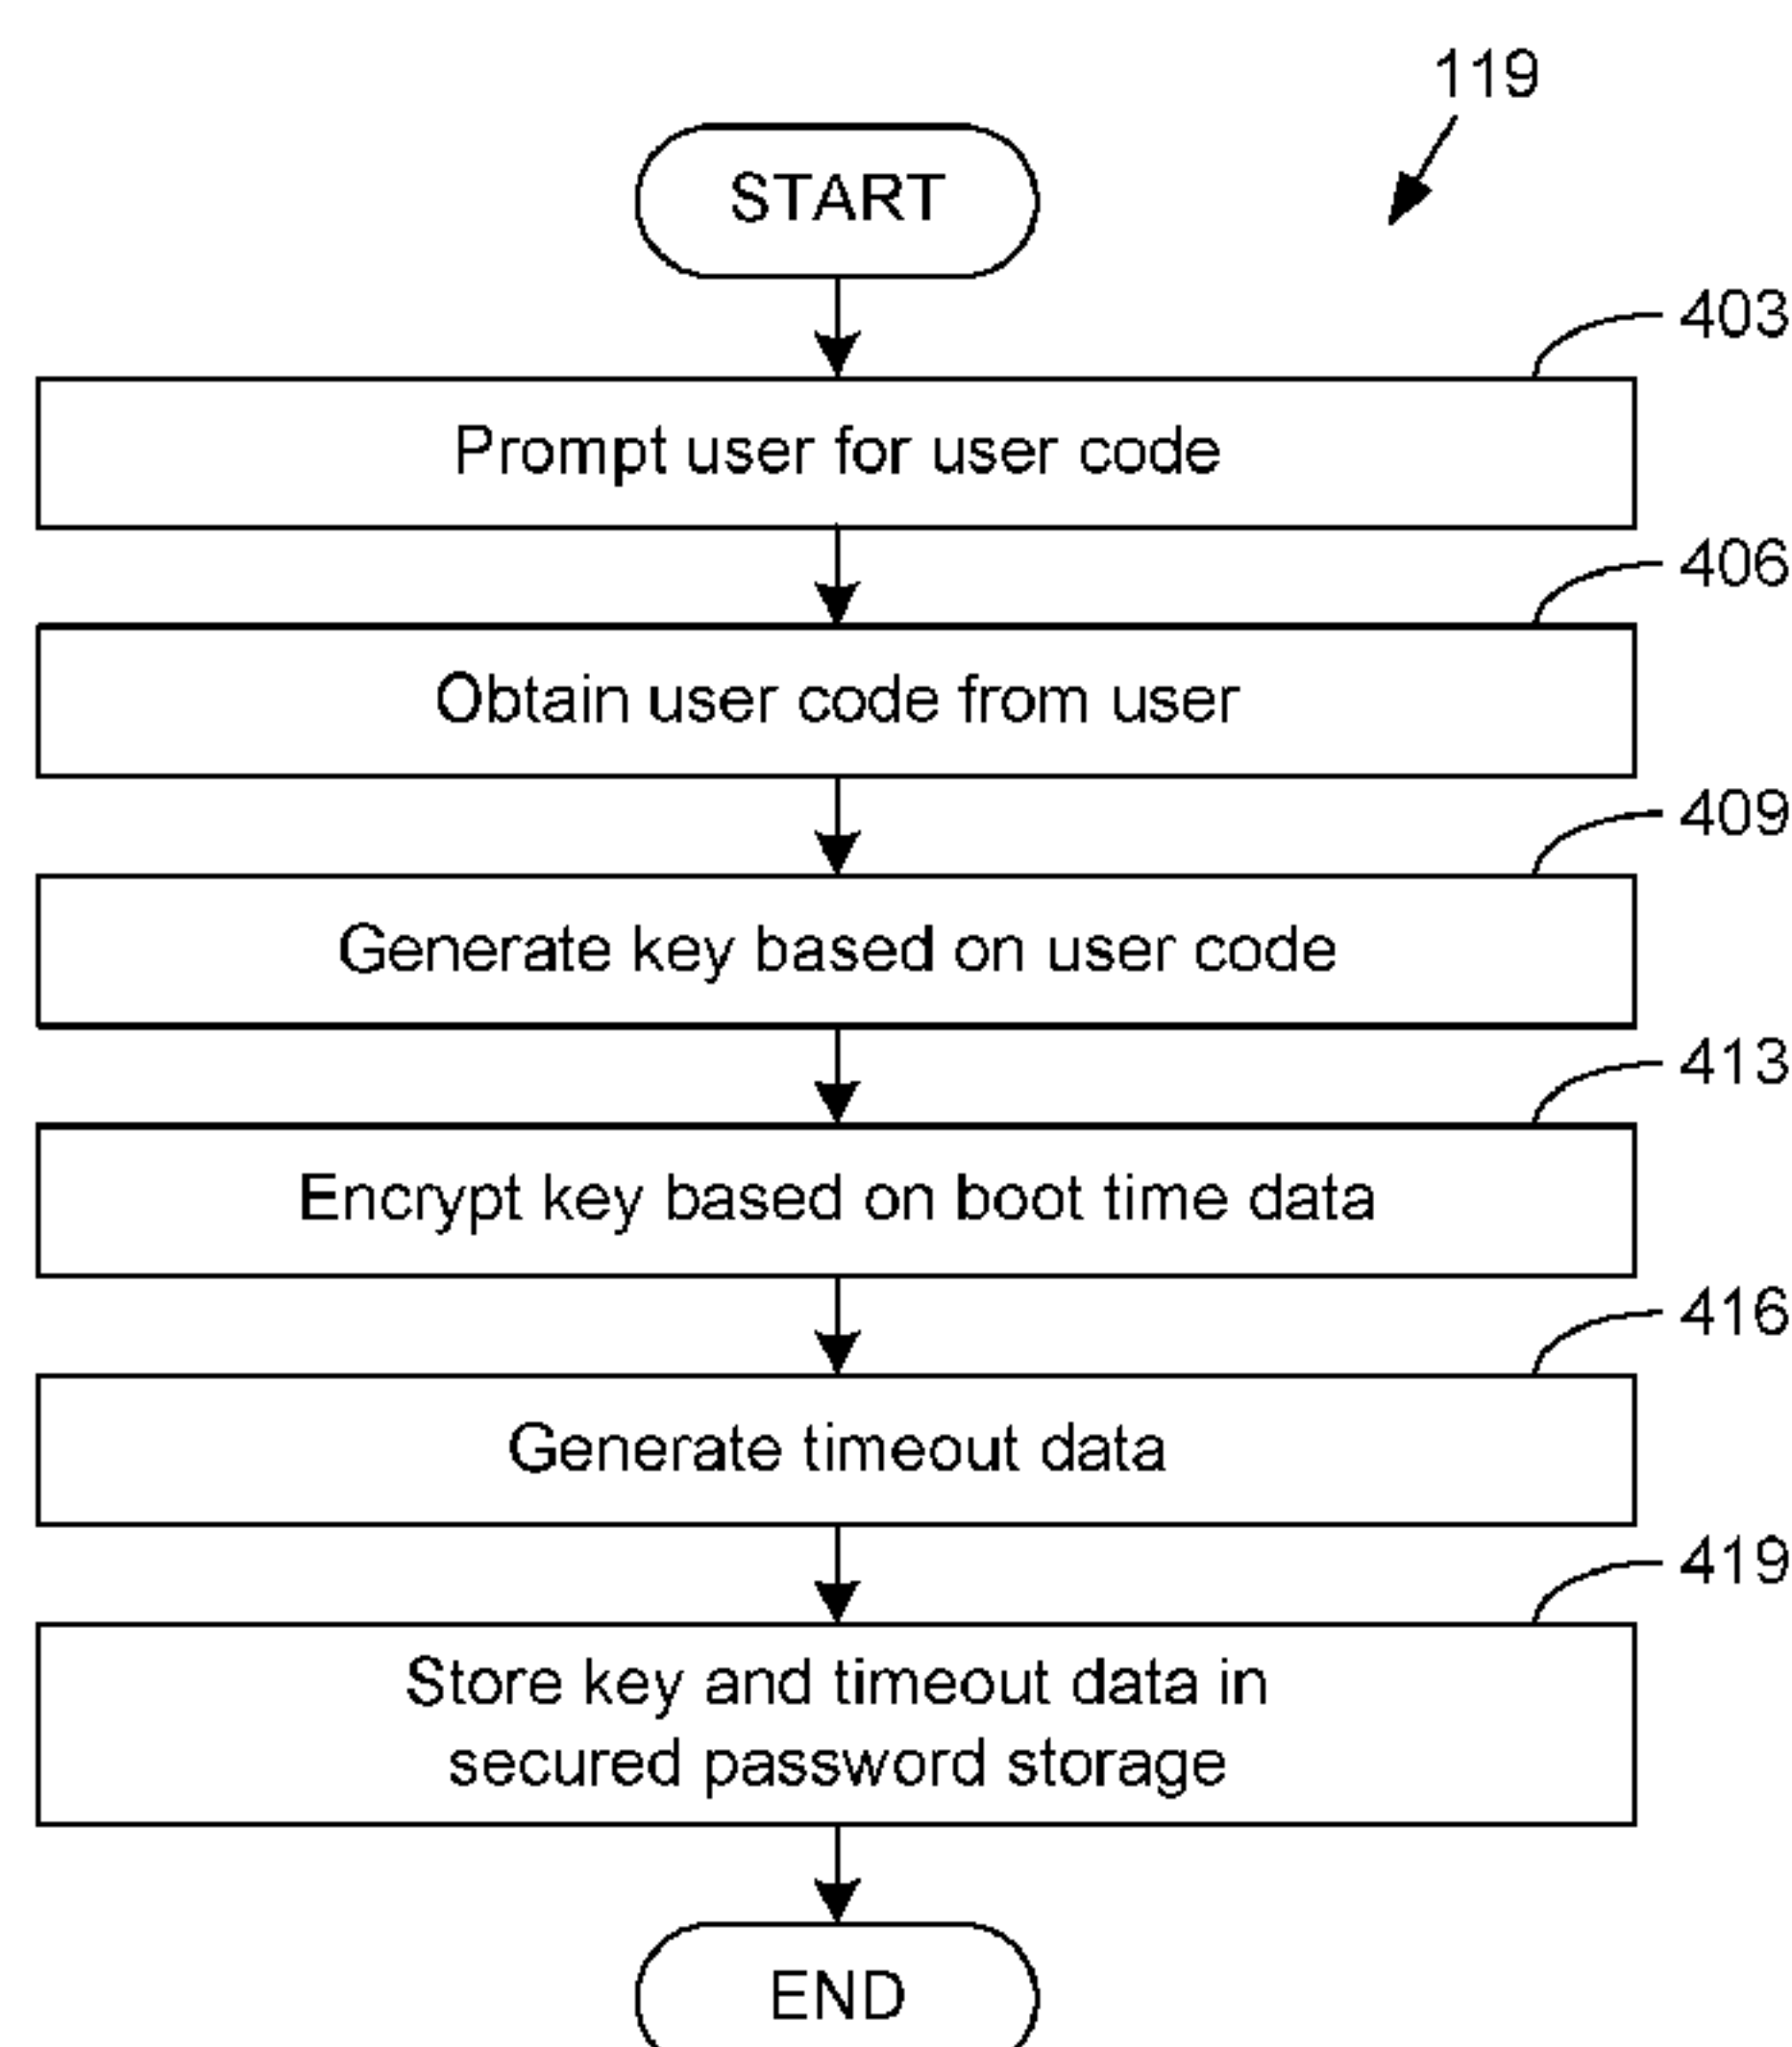 119
START
403
Prompt user for user code
406
Obtain user code from user
409
Generate key based on user code
413
Encrypt key based on boot time data
416
Generate timeout data
419
Store key and timeout data in
secured password storage
END